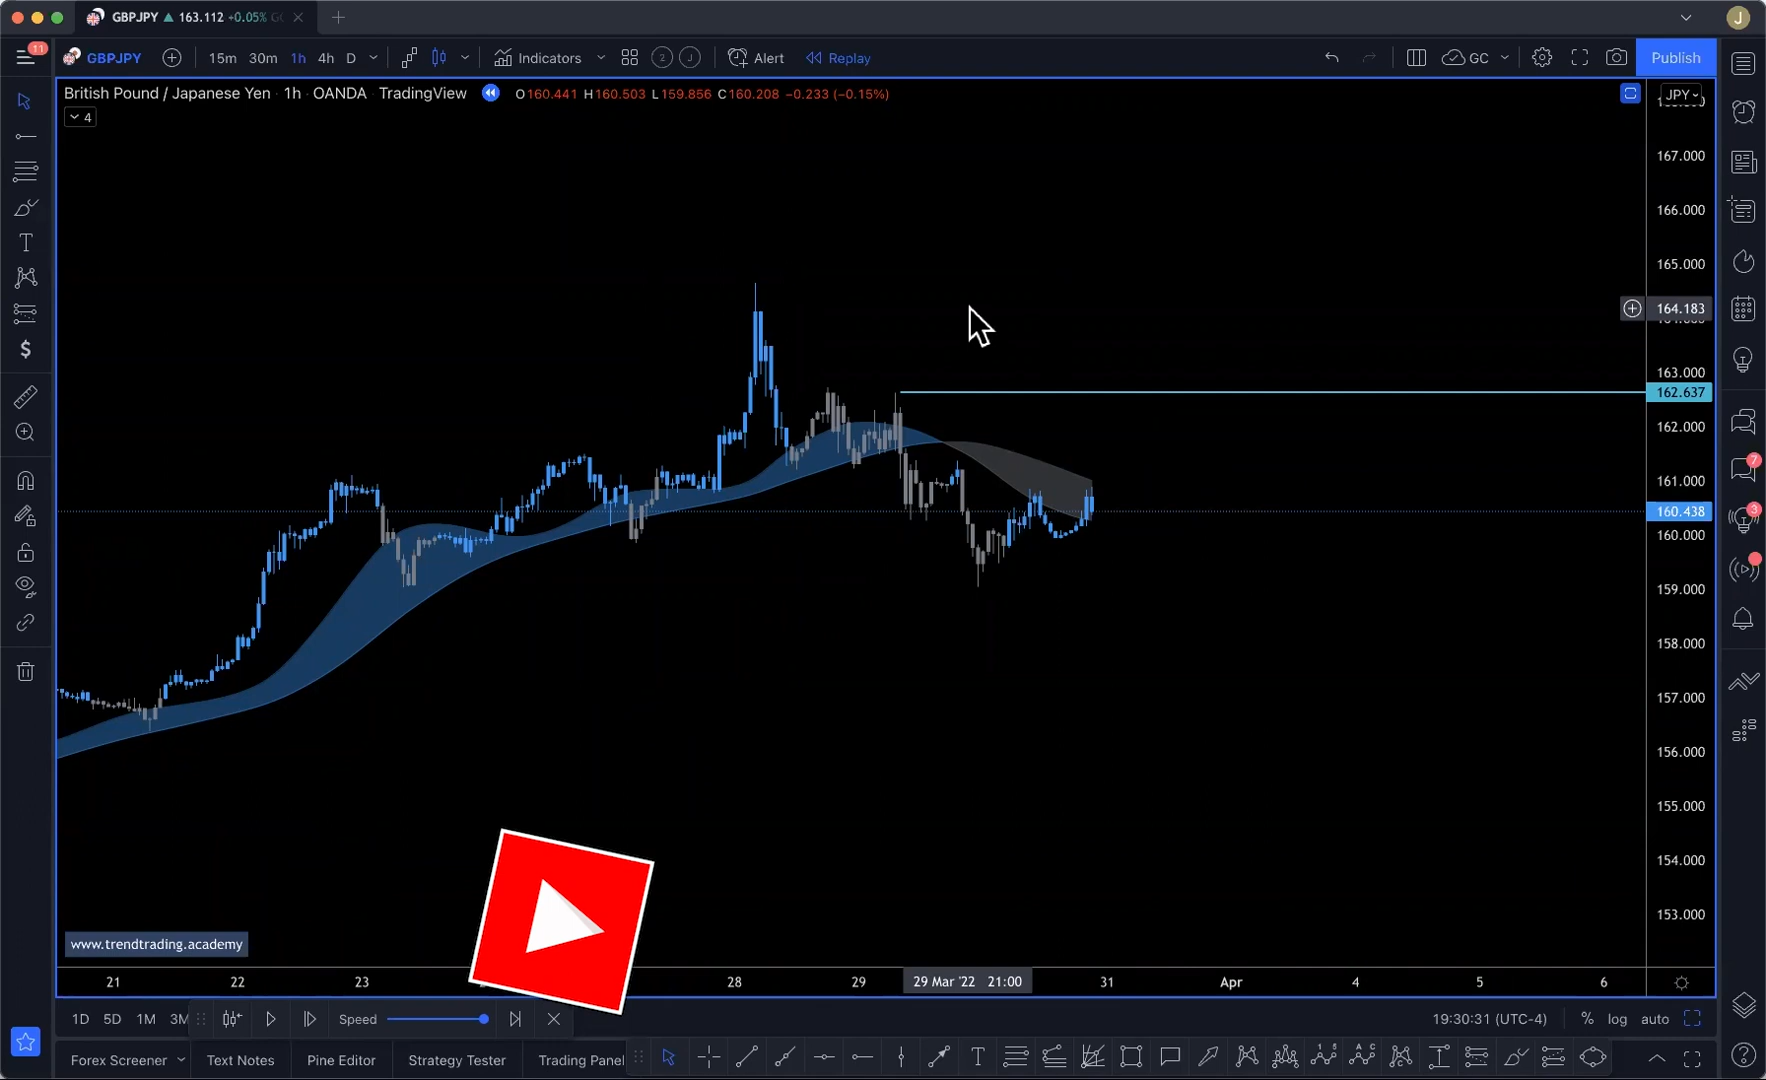 GBPJPY ▲ 163.112 +0.05%
J
11
GBPJPY 15m 30m 1h 4h D Indicators 2 J Alert Replay GC Publish
British Pound / Japanese Yen · 1h · OANDA · TradingView O160.441 H160.503 L159.856 C160.208 −0.233 (−0.15%)
JPY
4
167.000
166.000
165.000
164.183
163.000
162.637
162.000
161.000
160.438
160.000
159.000
158.000
157.000
156.000
155.000
154.000
153.000
7
3
T
$
www.trendtrading.academy
21 22 23 28 29 29 Mar '22 21:00 31 Apr 4 5 6
1D 5D 1M 3M Speed 19:30:31 (UTC-4) % log auto
Forex Screener Text Notes Pine Editor Strategy Tester Trading Panel T